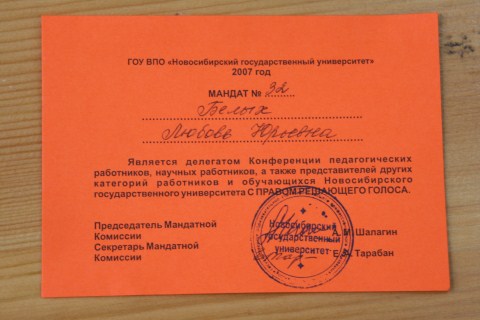 ГОУ ВПО «Новосибирский государственный университет»
2007 год
МАНДАТ № 32
Белых
Любовь Юрьевна
Является делегатом Конференции педагогических
работников, научных работников, а также представителей других
категорий работников и обучающихся Новосибирского
государственного университета С ПРАВОМ РЕШАЮЩЕГО ГОЛОСА.
Председатель Мандатной
Комиссии А.М. Шалагин
Секретарь Мандатной
Комиссии Е.А. Тарабан
Новосибирский
государственный
университет